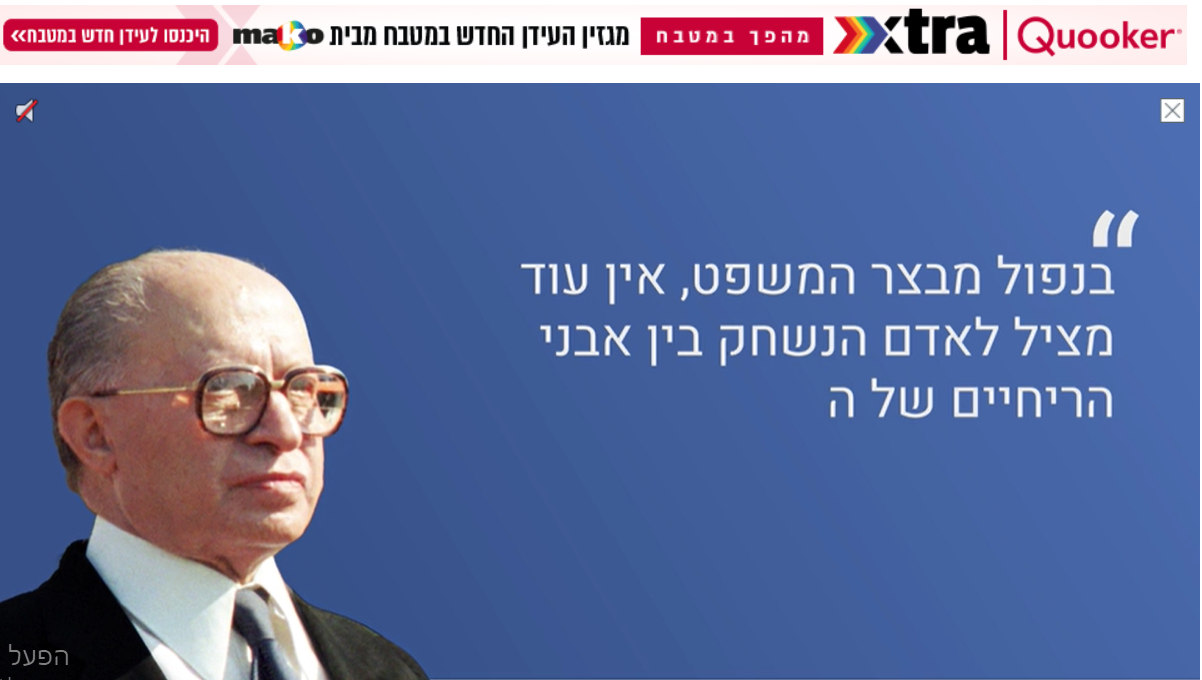 Quooker | xtra מהפך במטבח מגזין העידן החדש במטבח מבית mako היכנסו לעידן חדש במטבח>>
"
בנפול מבצר המשפט, אין עוד
מציל לאדם הנשחק בין אבני
הריחיים של ה
הפעל